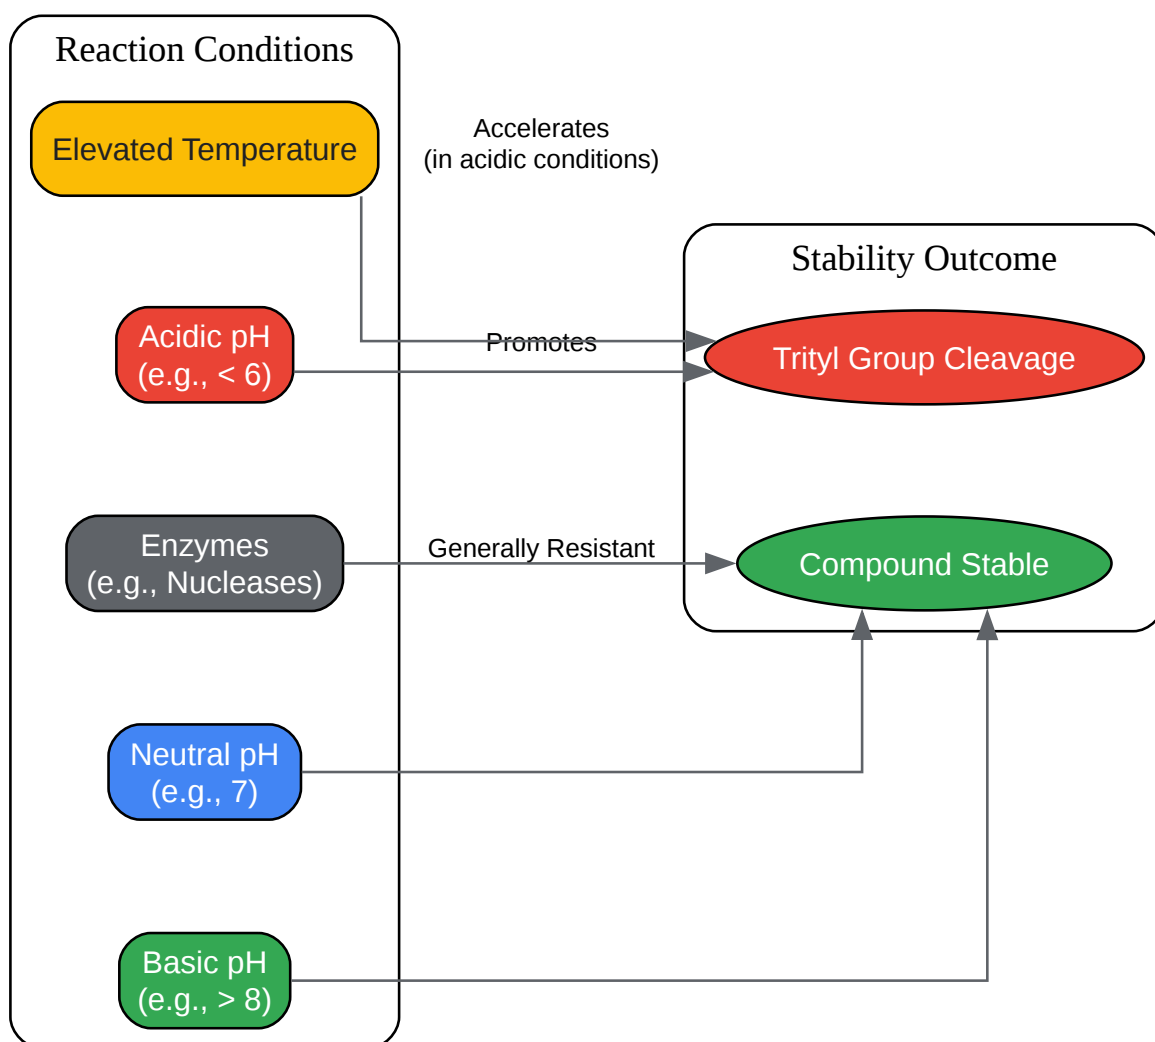 Reaction Conditions
Elevated Temperature
Accelerates
(in acidic conditions)
Stability Outcome
Acidic pH
(e.g., < 6)
Promotes
Trityl Group Cleavage
Enzymes
(e.g., Nucleases)
Generally Resistant
Compound Stable
Neutral pH
(e.g., 7)
Basic pH
(e.g., > 8)